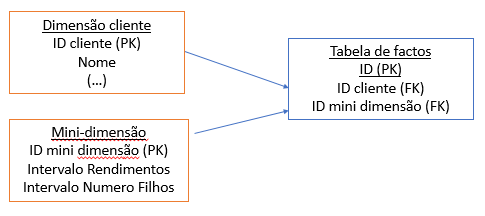 Dimensão cliente
ID cliente (PK)
Nome
(...)
Tabela de factos
ID (PK)
ID cliente (FK)
ID mini dimensão (FK)
Mini-dimensão
ID mini dimensão (PK)
Intervalo Rendimentos
Intervalo Numero Filhos